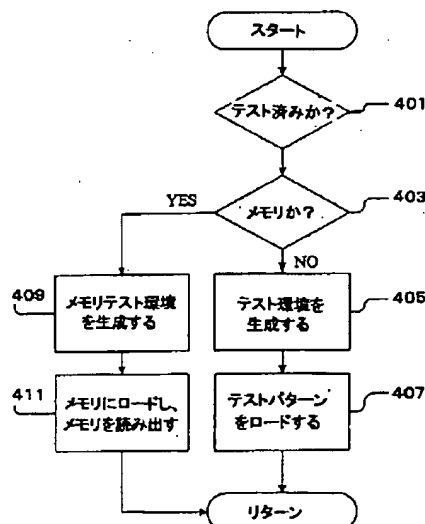 スタート
テスト済みか?
401
メモリか?
403
YES
NO
409
メモリテスト環境
を生成する
テスト環境を
生成する
405
411
メモリにロードし、
メモリを読み出す
テストパターン
をロードする
407
リターン